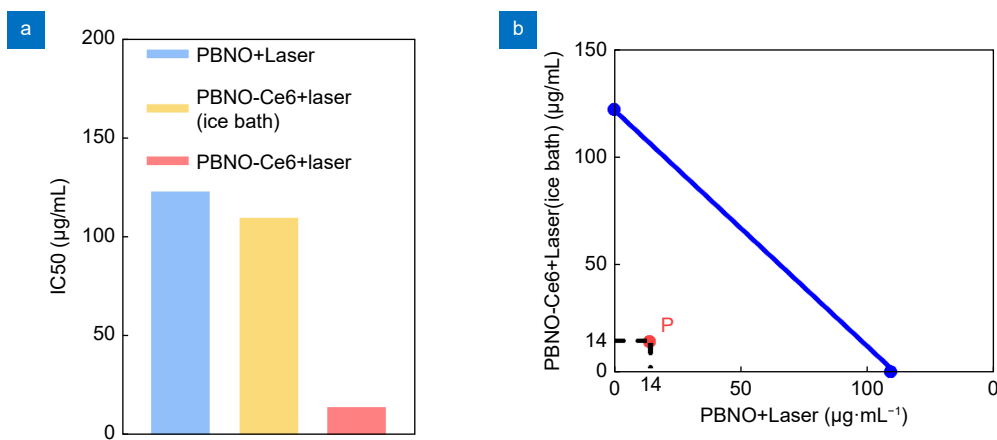 a
200
150
100
50
0
IC50 (μg/mL)
PBNO+Laser
PBNO-Ce6+laser
(ice bath)
PBNO-Ce6+laser
b
150
100
50
14
0
PBNO-Ce6+Laser(ice bath) (μg/mL)
P
0
14
50
100
0
PBNO+Laser (μg·mL⁻¹)